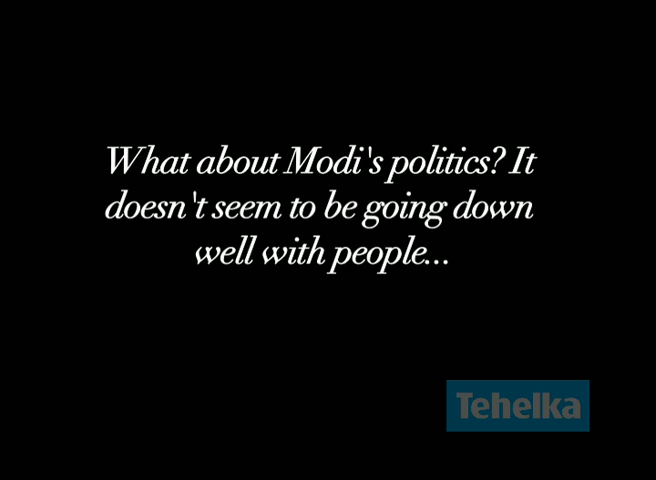 What about Modi's politics? It
doesn't seem to be going down
well with people...
Tehelka